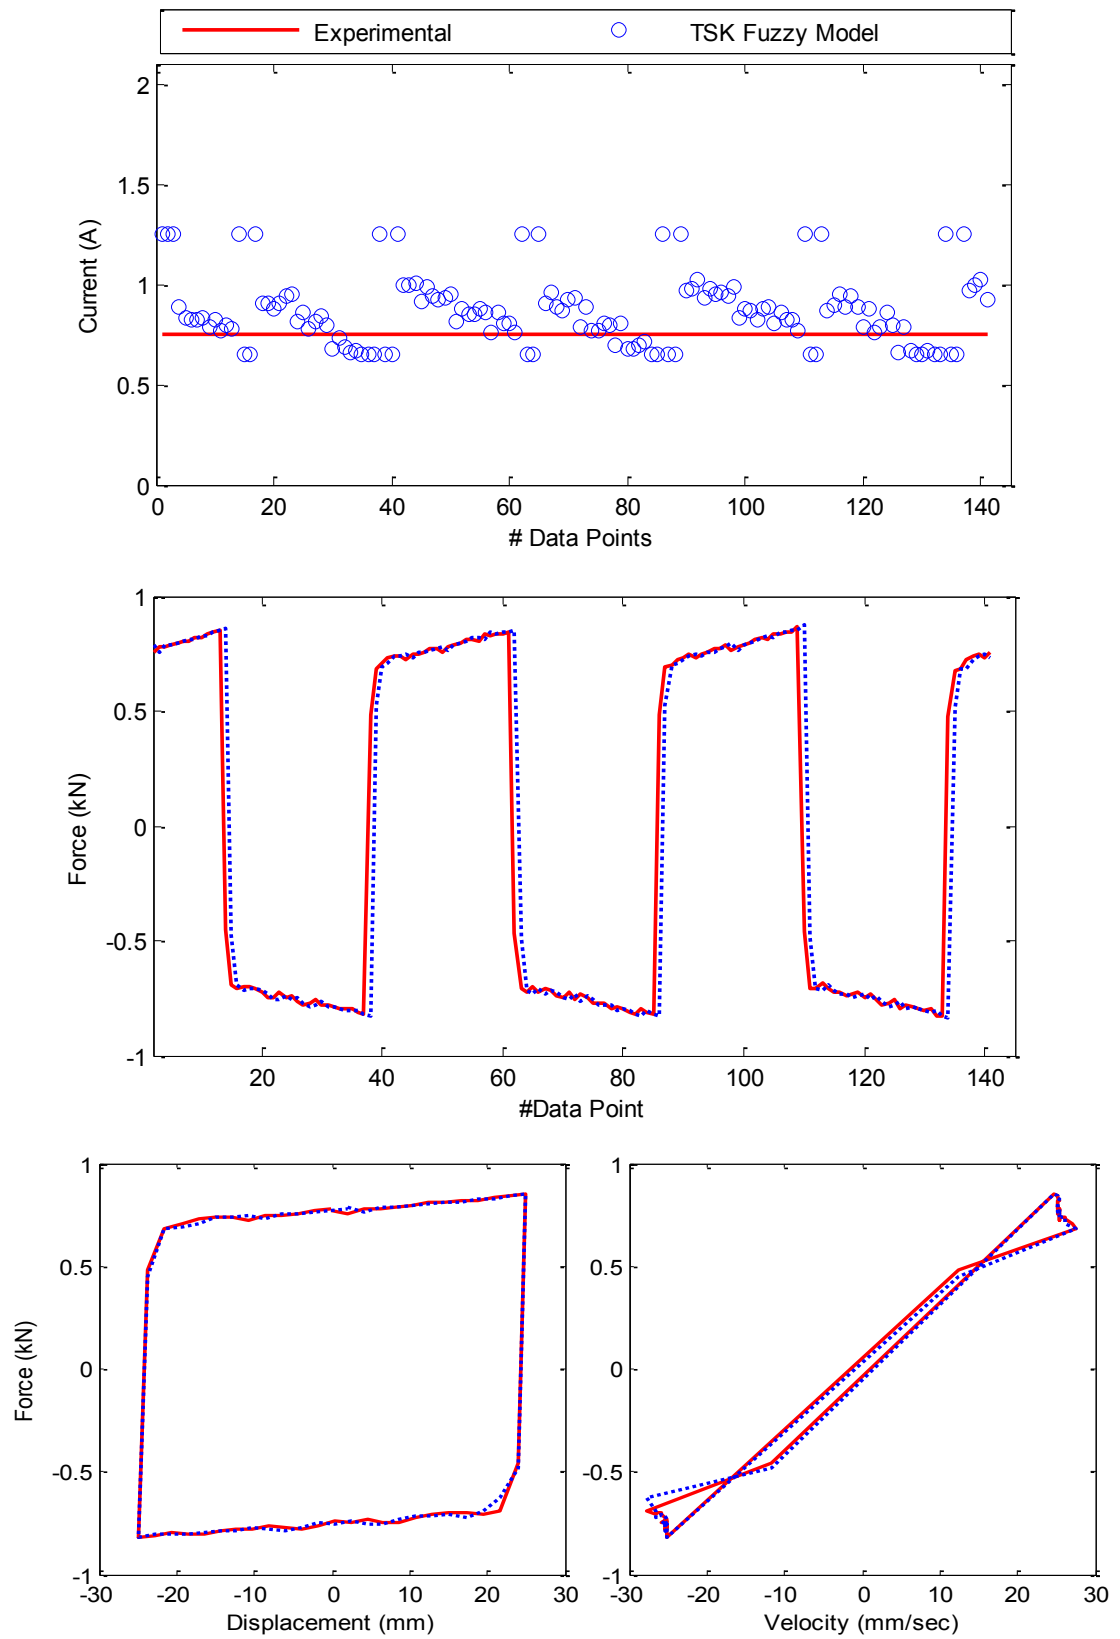 Experimental TSK Fuzzy Model
2
1.5
1
0.5
0
Current (A)
0 20 40 60 80 100 120 140
# Data Points
1
0.5
0
-0.5
-1
Force (kN)
20 40 60 80 100 120 140
#Data Point
1
0.5
0
-0.5
-1
Force (kN)
-30 -20 -10 0 10 20 30
Displacement (mm)
1
0.5
0
-0.5
-1
-30 -20 -10 0 10 20 30
Velocity (mm/sec)